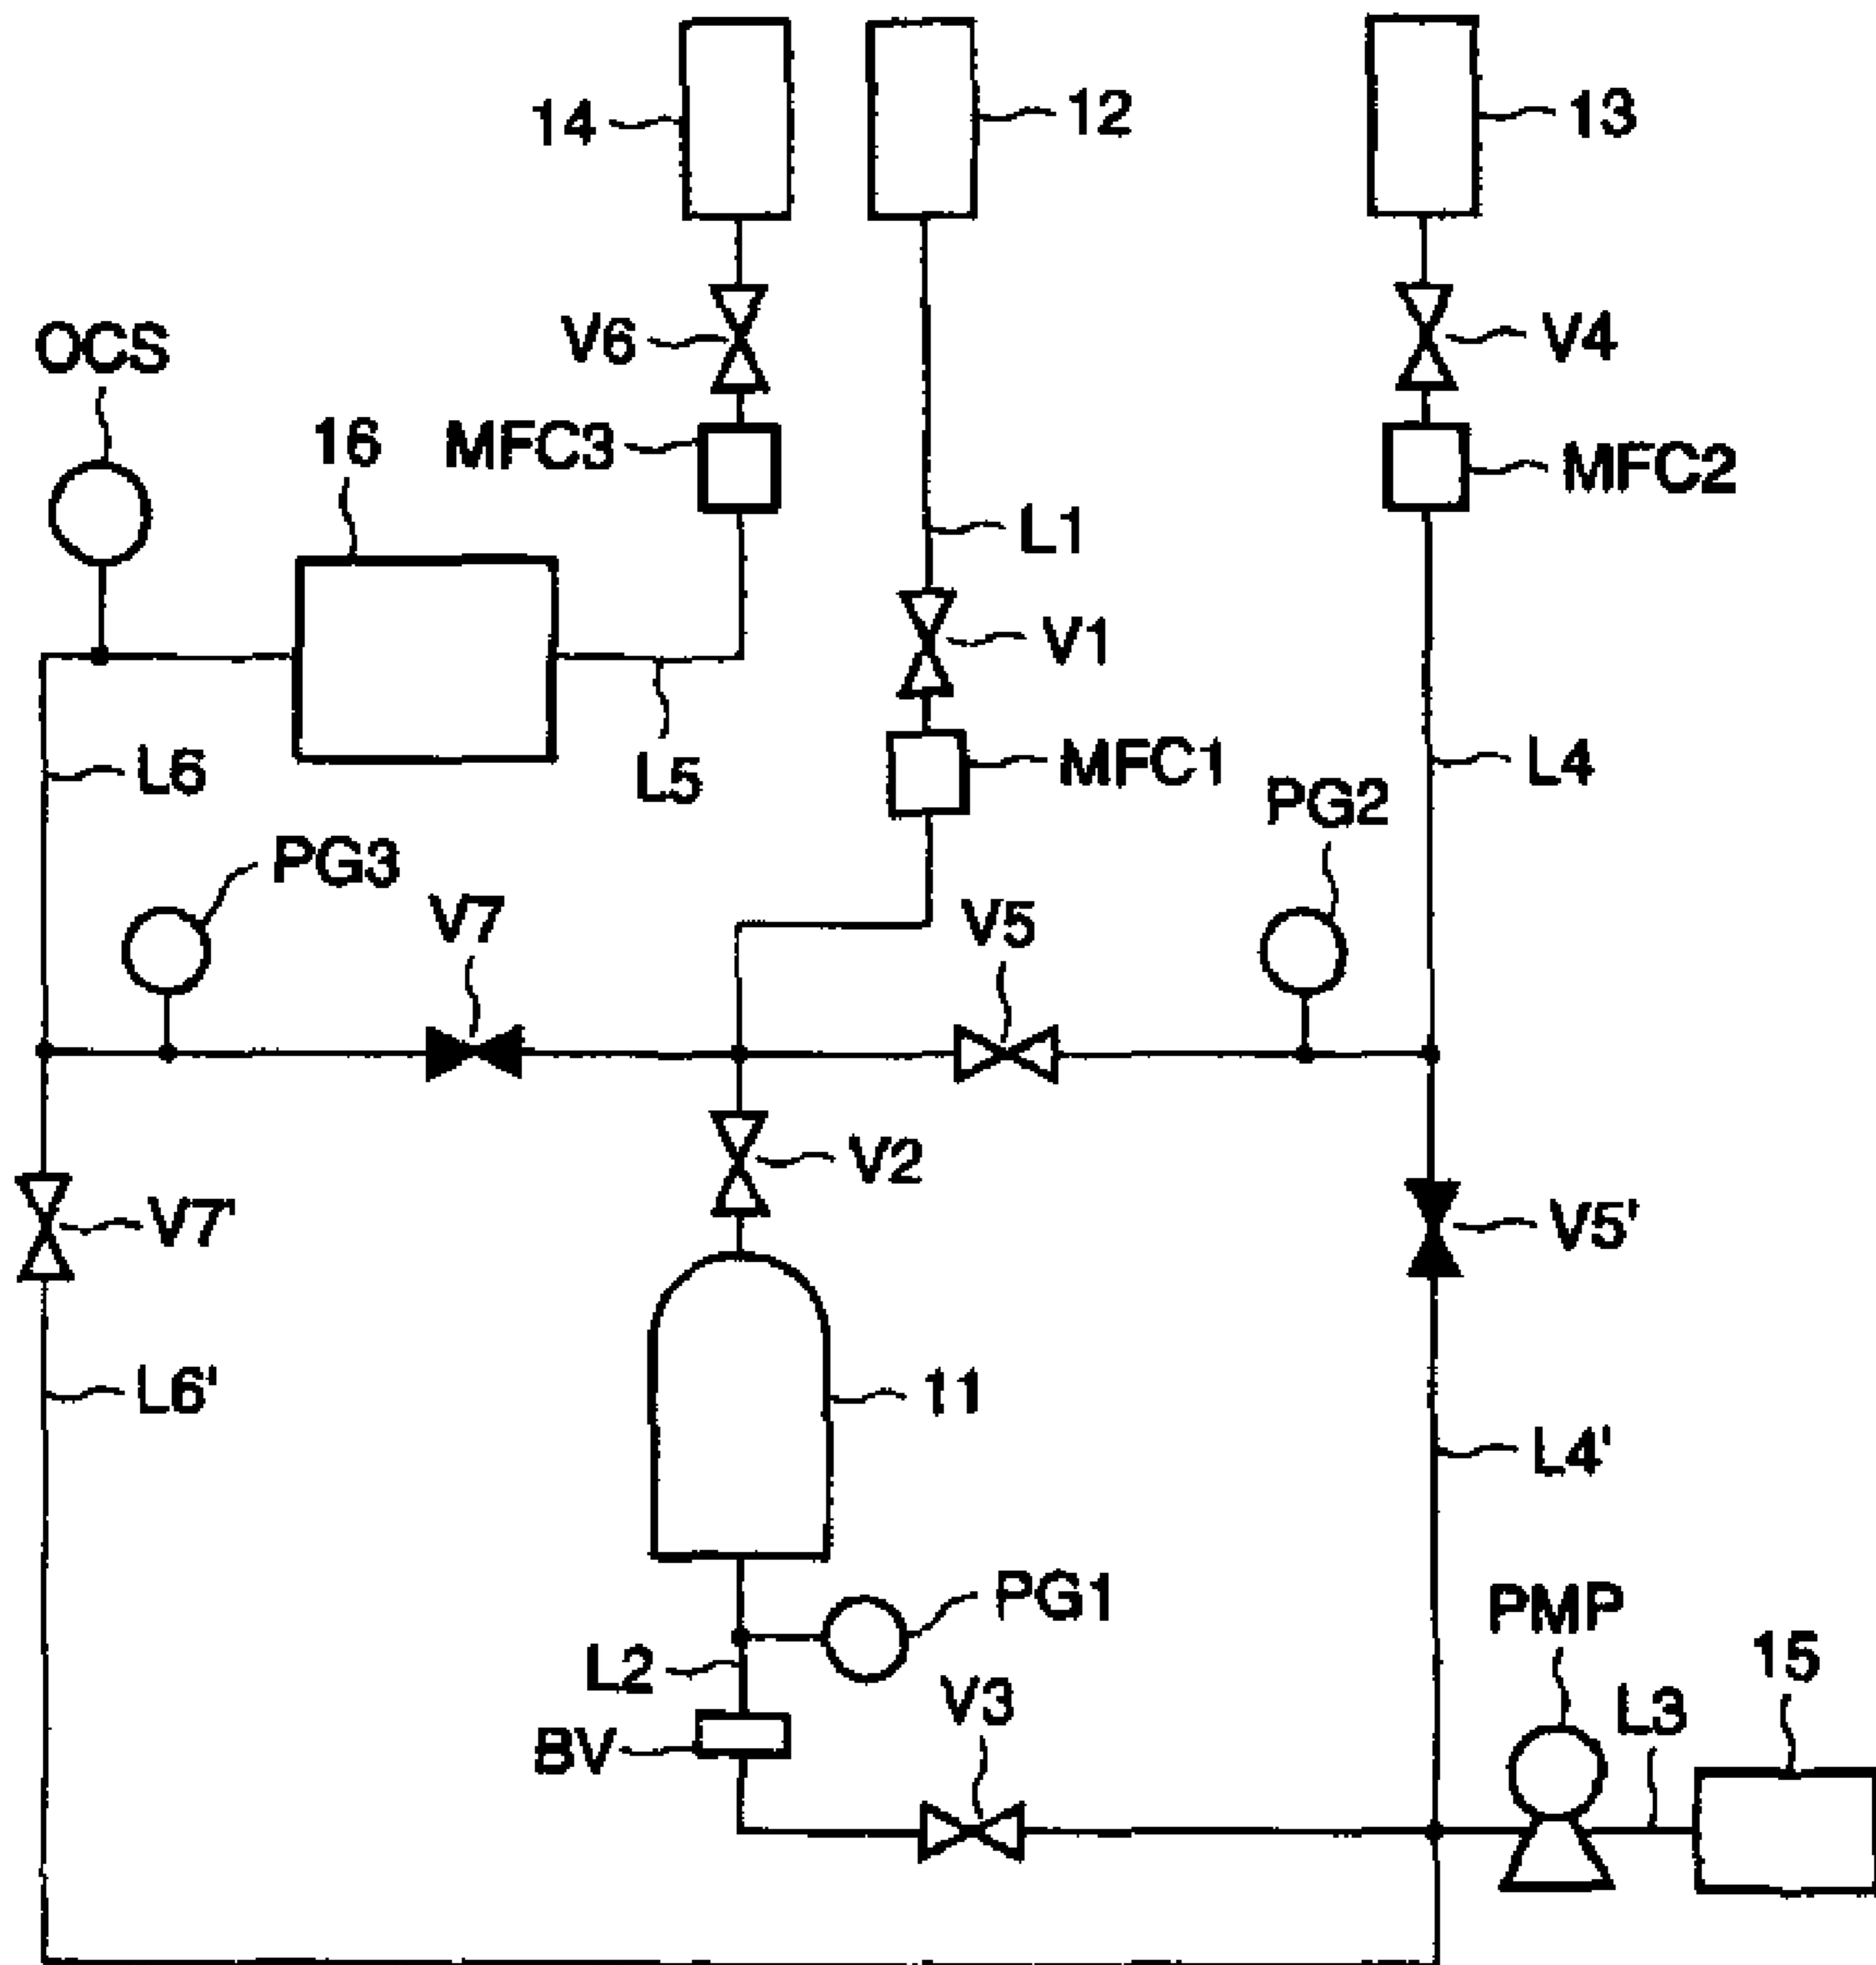 14
12
13
V6
V4
OCS
16
MFC3
MFC2
L1
V1
L6
L5
MFC1
L4
PG2
PG3
V7
V5
V2
V7'
V5'
L6'
11
L4'
PG1
PMP
L2
V3
L3
15
BV